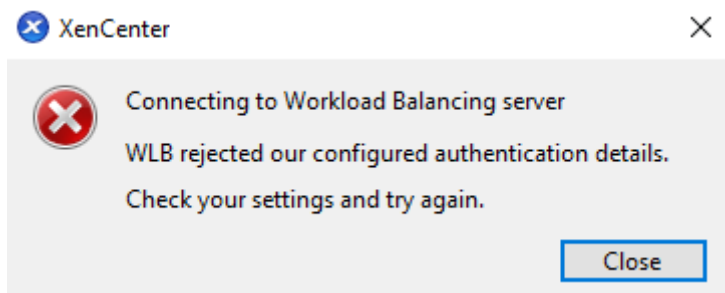 XenCenter
Connecting to Workload Balancing server
WLB rejected our configured authentication details.
Check your settings and try again.
Close